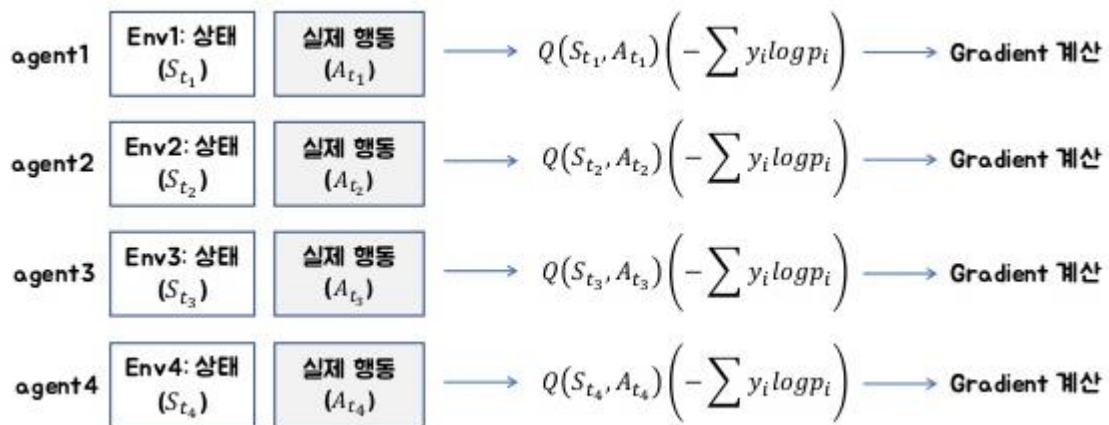 agent1 Env1: 상태 실제 행동 Q(S_{t_1}, A_{t_1}) (− ∑ y_i log p_i) Gradient 계산
(S_{t_1}) (A_{t_1})
agent2 Env2: 상태 실제 행동 Q(S_{t_2}, A_{t_2}) (− ∑ y_i log p_i) Gradient 계산
(S_{t_2}) (A_{t_2})
agent3 Env3: 상태 실제 행동 Q(S_{t_3}, A_{t_3}) (− ∑ y_i log p_i) Gradient 계산
(S_{t_3}) (A_{t_3})
agent4 Env4: 상태 실제 행동 Q(S_{t_4}, A_{t_4}) (− ∑ y_i log p_i) Gradient 계산
(S_{t_4}) (A_{t_4})